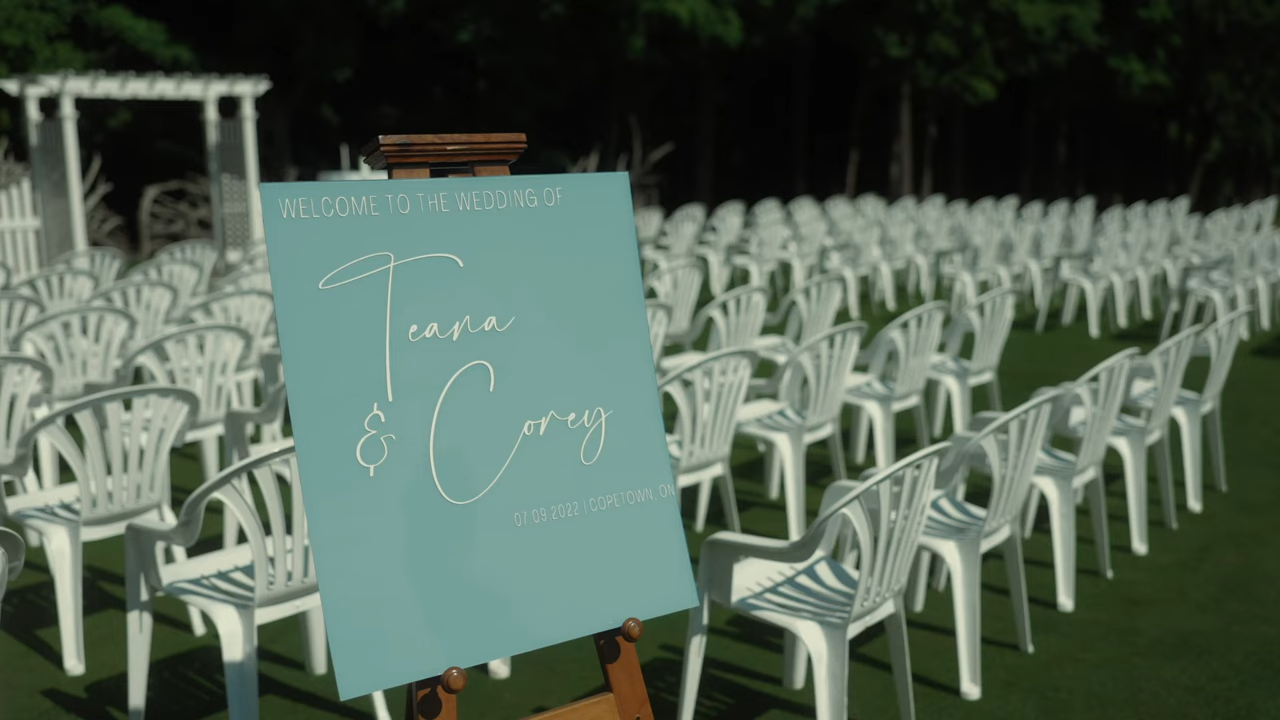 WELCOME TO THE WEDDING OF
Teana
& Corey
07.09.2022 | COPETOWN, ON